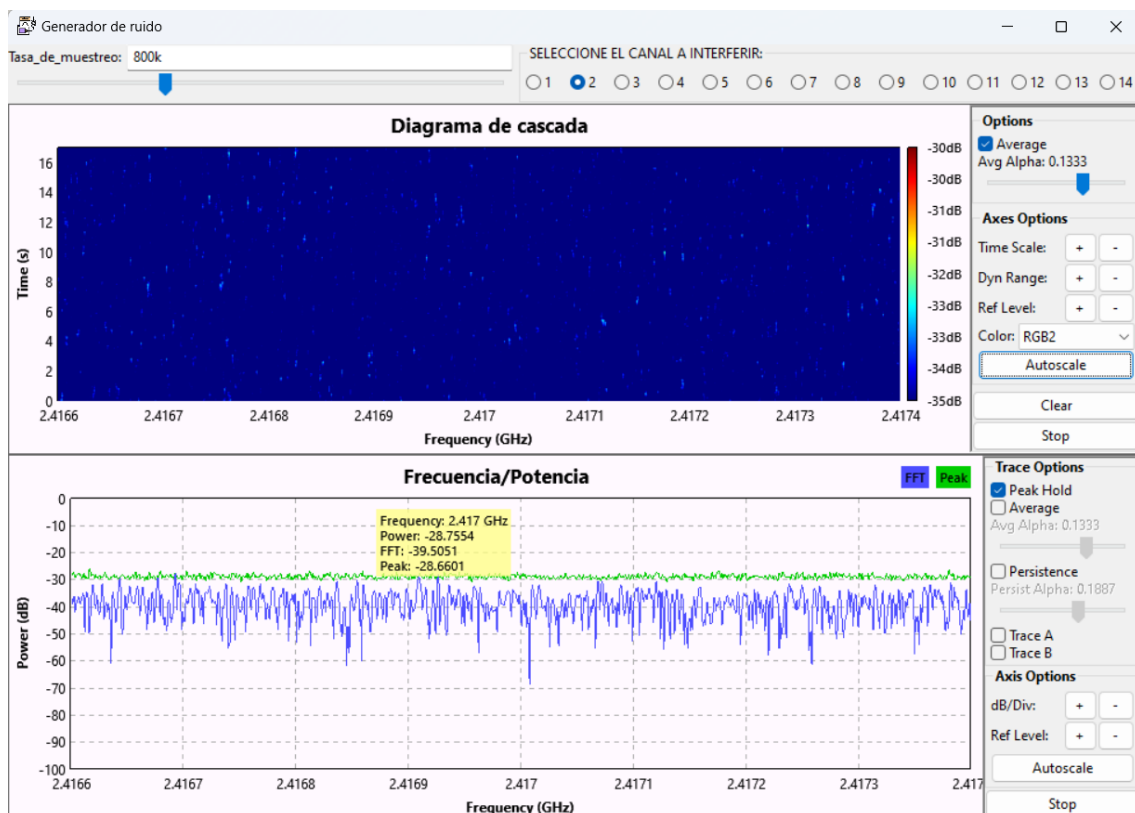 Generador de ruido
Tasa_de_muestreo: 800k
SELECCIONE EL CANAL A INTERFERIR:
1 2 3 4 5 6 7 8 9 10 11 12 13 14
Diagrama de cascada
16
14
12
10
8
6
4
2
0
Time (s)
2.4166 2.4167 2.4168 2.4169 2.417 2.4171 2.4172 2.4173 2.4174
Frequency (GHz)
-30dB
-30dB
-31dB
-31dB
-32dB
-33dB
-33dB
-34dB
-35dB
Options
Average
Avg Alpha: 0.1333
Axes Options
Time Scale: + -
Dyn Range: + -
Ref Level: + -
Color: RGB2
Autoscale
Clear
Stop
Frecuencia/Potencia
FFT Peak
0
-10
-20
-30
-40
-50
-60
-70
-80
-90
-100
Power (dB)
Frequency: 2.417 GHz
Power: -28.7554
FFT: -39.5051
Peak: -28.6601
2.4166 2.4167 2.4168 2.4169 2.417 2.4171 2.4172 2.4173 2.417
Frequency (GHz)
Trace Options
Peak Hold
Average
Avg Alpha: 0.1333
Persistence
Persist Alpha: 0.1887
Trace A
Trace B
Axis Options
dB/Div: + -
Ref Level: + -
Autoscale
Stop